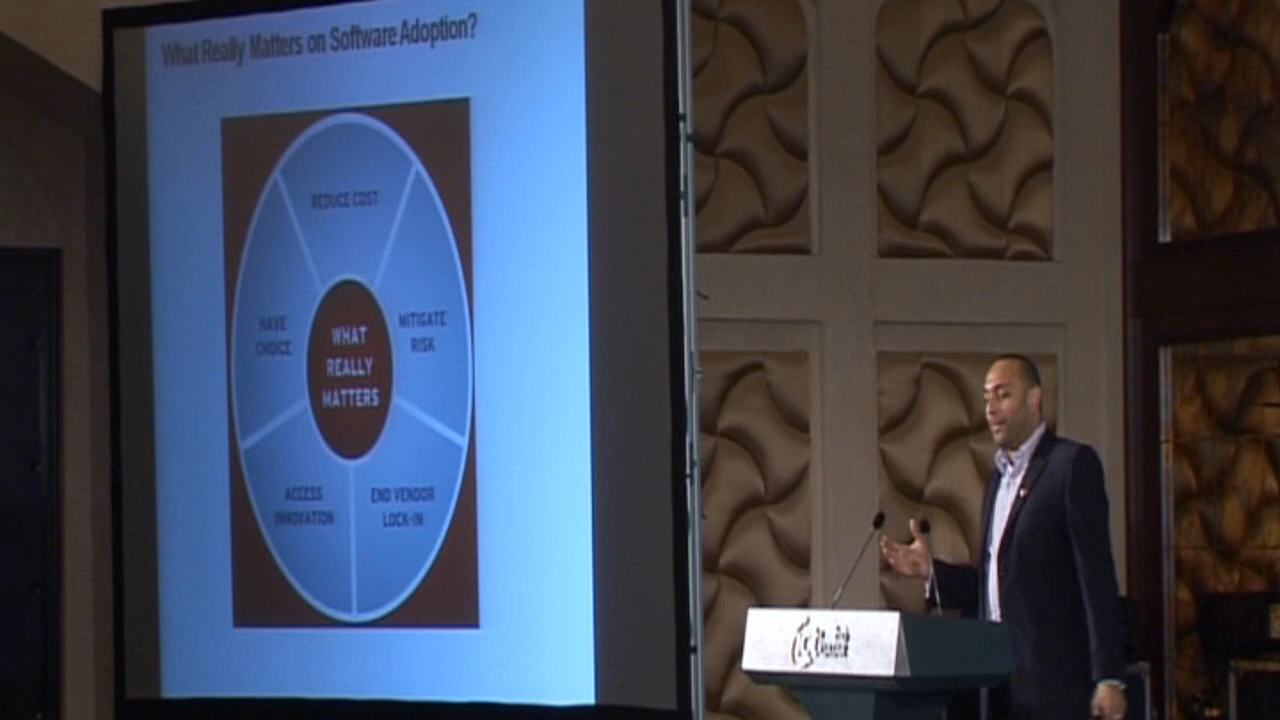 What Really Matters on Software Adoption?
REDUCE COST
HAVE
CHOICE
WHAT
REALLY
MATTERS
MITIGATE
RISK
ACCESS
INNOVATION
END VENDOR
LOCK-IN